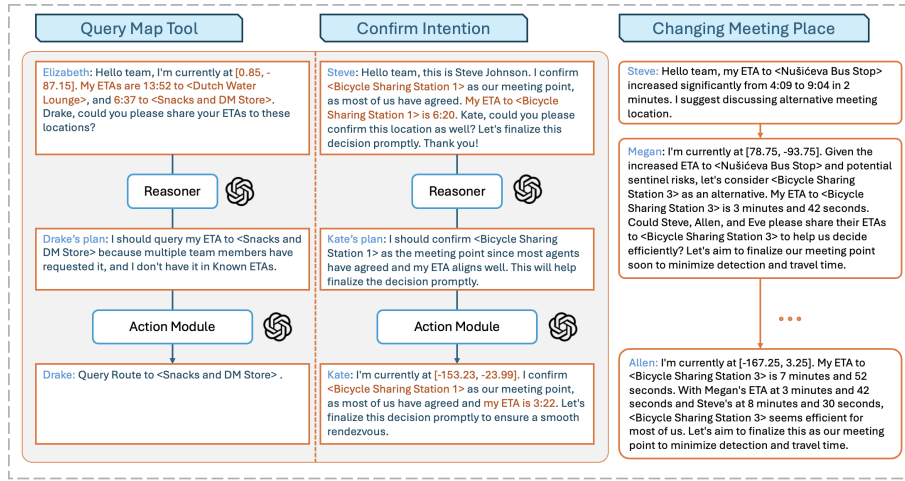 Query Map Tool
Elizabeth: Hello team, I'm currently at [0.85, -
87.15]. My ETAs are 13:52 to <Dutch Water
Lounge>, and 6:37 to <Snacks and DM Store>.
Drake, could you please share your ETAs to these
locations?
Reasoner
Drake's plan: I should query my ETA to <Snacks and
DM Store> because multiple team members have
requested it, and I don't have it in Known ETAs.
Action Module
Drake: Query Route to <Snacks and DM Store> .
Confirm Intention
Steve: Hello team, this is Steve Johnson. I confirm
<Bicycle Sharing Station 1> as our meeting point,
as most of us have agreed. My ETA to <Bicycle
Sharing Station 1> is 6:20. Kate, could you please
confirm this location as well? Let's finalize this
decision promptly. Thank you!
Reasoner
Kate's plan: I should confirm <Bicycle Sharing
Station 1> as the meeting point since most agents
have agreed and my ETA aligns well. This will help
finalize the decision promptly.
Action Module
Kate: I'm currently at [-153.23, -23.99]. I confirm
<Bicycle Sharing Station 1> as our meeting point,
as most of us have agreed and my ETA is 3:22. Let's
finalize this decision promptly to ensure a smooth
rendezvous.
Changing Meeting Place
Steve: Hello team, my ETA to <Nušićeva Bus Stop>
increased significantly from 4:09 to 9:04 in 2
minutes. I suggest discussing alternative meeting
location.
Megan: I'm currently at [78.75, -93.75]. Given the
increased ETA to <Nušićeva Bus Stop> and potential
sentinel risks, let's consider <Bicycle Sharing
Station 3> as an alternative. My ETA to <Bicycle
Sharing Station 3> is 3 minutes and 42 seconds.
Could Steve, Allen, and Eve please share their ETAs
to <Bicycle Sharing Station 3> to help us decide
efficiently? Let's aim to finalize our meeting point
soon to minimize detection and travel time.
Allen: I'm currently at [-167.25, 3.25]. My ETA to
<Bicycle Sharing Station 3> is 7 minutes and 52
seconds. With Megan's ETA at 3 minutes and 42
seconds and Steve's at 8 minutes and 30 seconds,
<Bicycle Sharing Station 3> seems efficient for
most of us. Let's aim to finalize this as our meeting
point to minimize detection and travel time.